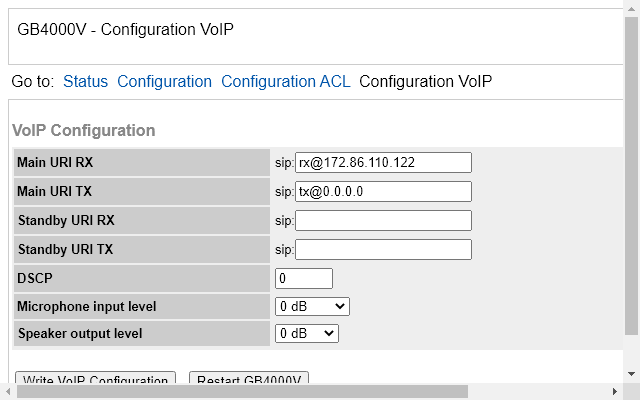 GB4000V - Configuration VoIP
Go to: Status Configuration Configuration ACL Configuration VoIP
VoIP Configuration
Main URI RX sip: rx@172.86.110.122
Main URI TX sip: tx@0.0.0.0
Standby URI RX sip:
Standby URI TX sip:
DSCP 0
Microphone input level 0 dB
Speaker output level 0 dB
Write VoIP Configuration Restart GB4000V